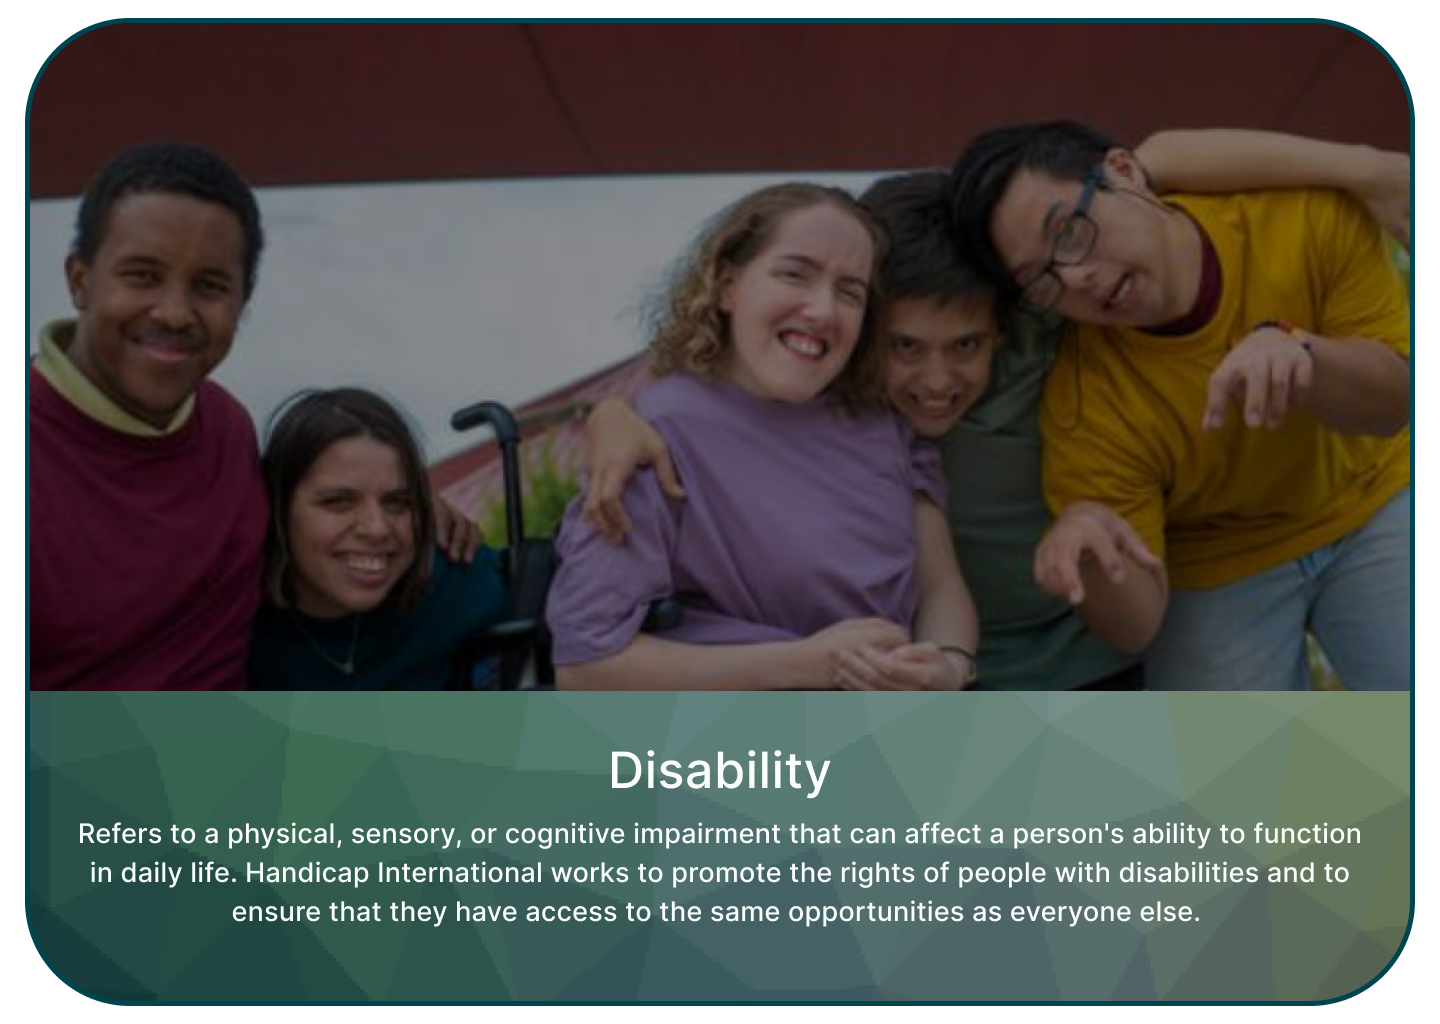 Disability
Refers to a physical, sensory, or cognitive impairment that can affect a person's ability to function
in daily life. Handicap International works to promote the rights of people with disabilities and to
ensure that they have access to the same opportunities as everyone else.